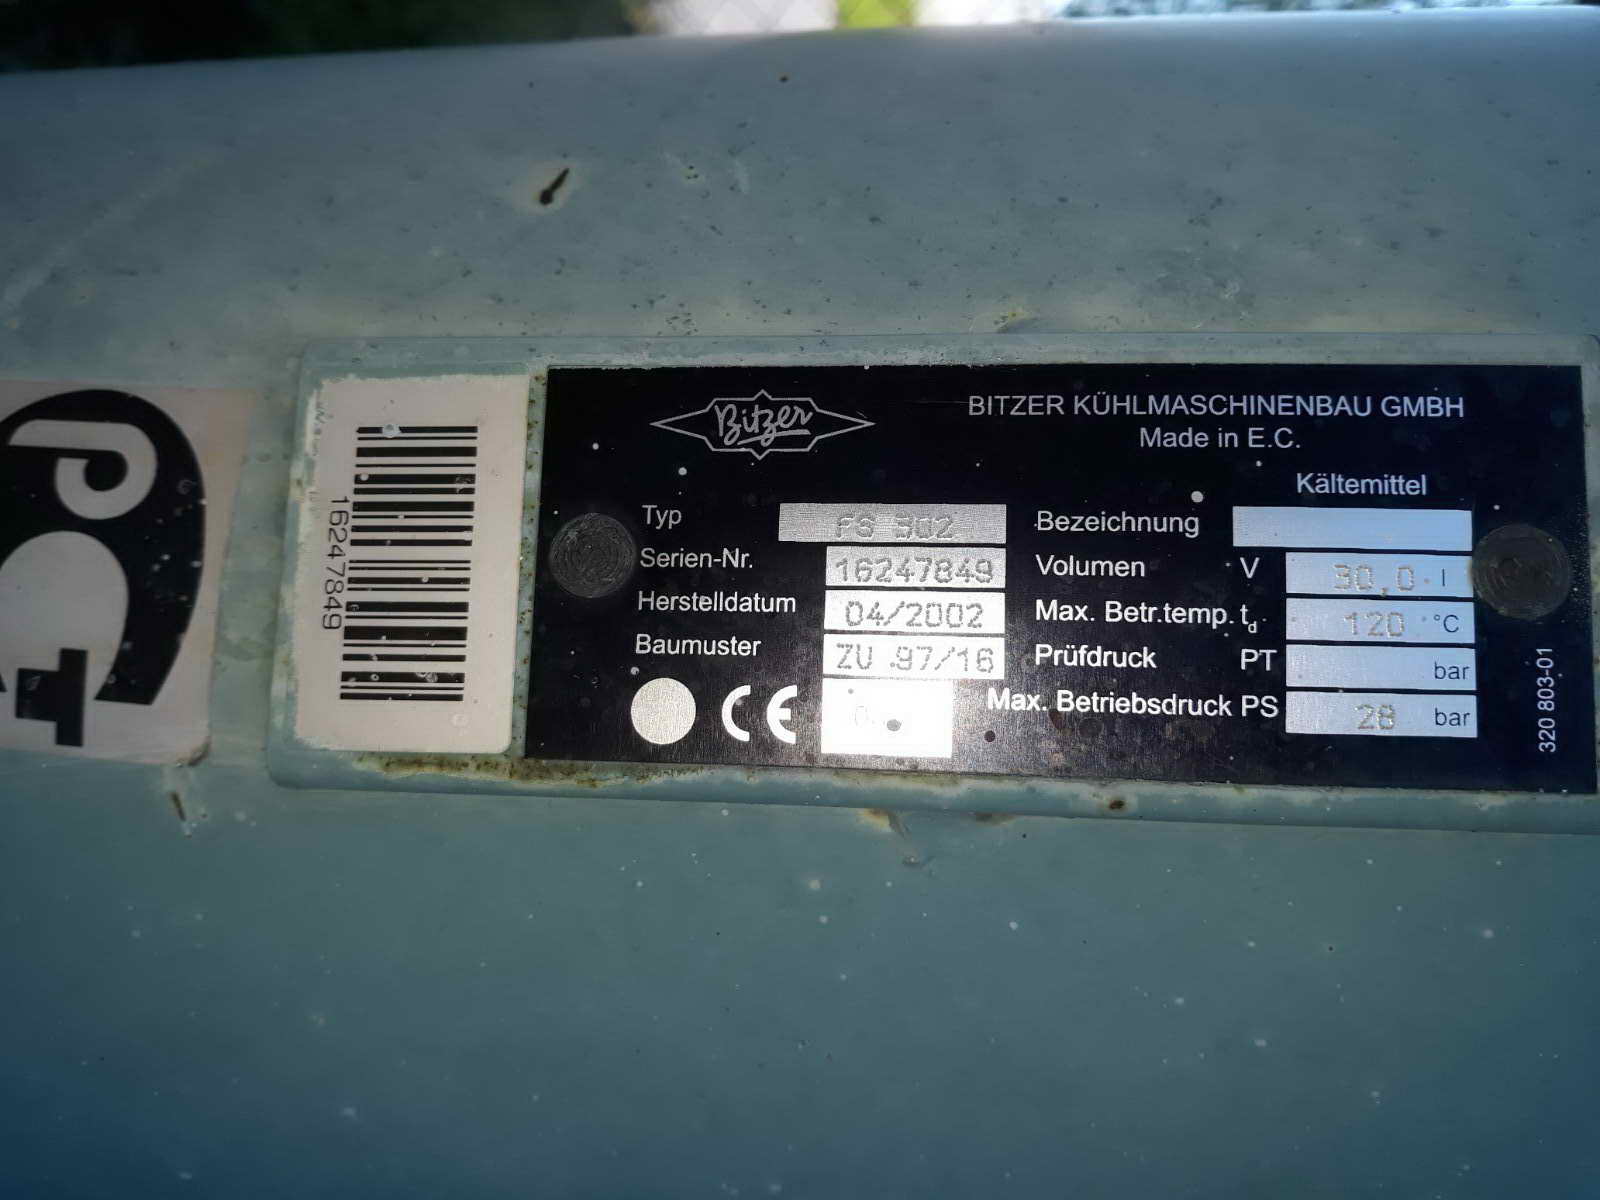 Bitzer
BITZER KÜHLMASCHINENBAU GMBH
Made in E.C.
Kältemittel
Typ FS 302
Bezeichnung
Serien-Nr. 16247849
Volumen V 30,0 l
Herstelldatum 04/2002
Max. Betr.temp. td 120 °C
Baumuster ZU 97/16
Prüfdruck PT bar
CE
Max. Betriebsdruck PS 28 bar
320 803-01
16247849